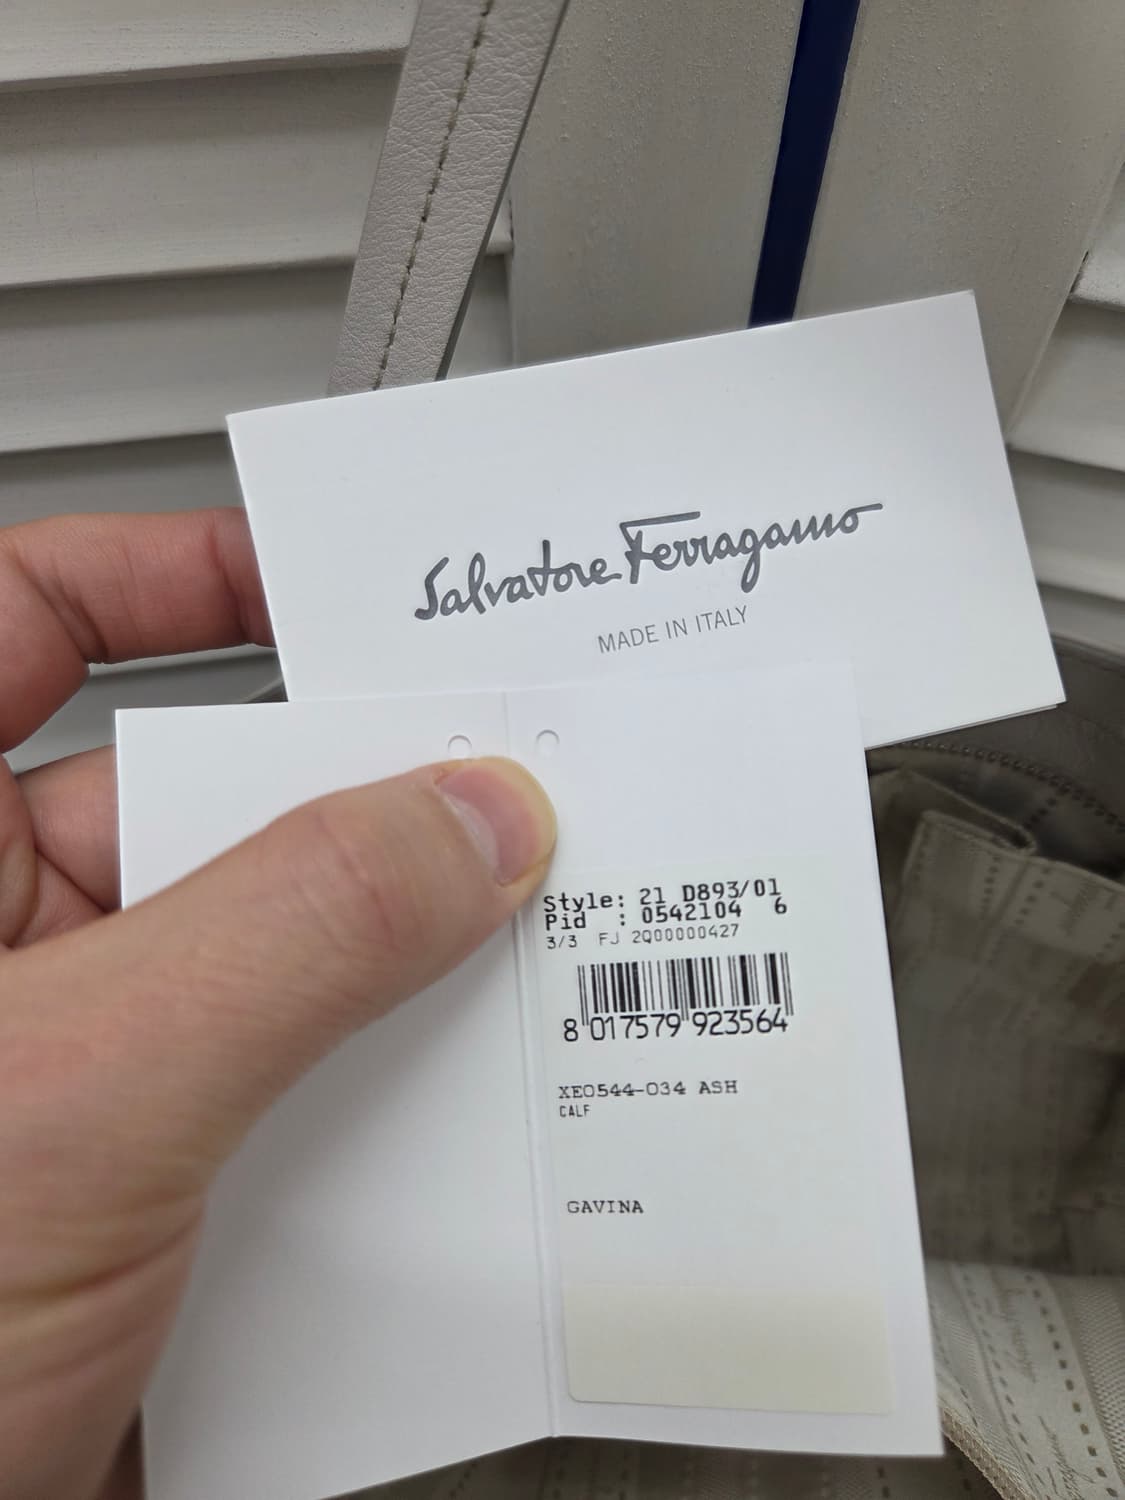 Salvatore Ferragamo
MADE IN ITALY
Style: 21 D893/01
Pid : 0542104 6
3/3 FJ 2Q00000427
8 017579 923564
XE0544-034 ASH
CALF
GAVINA